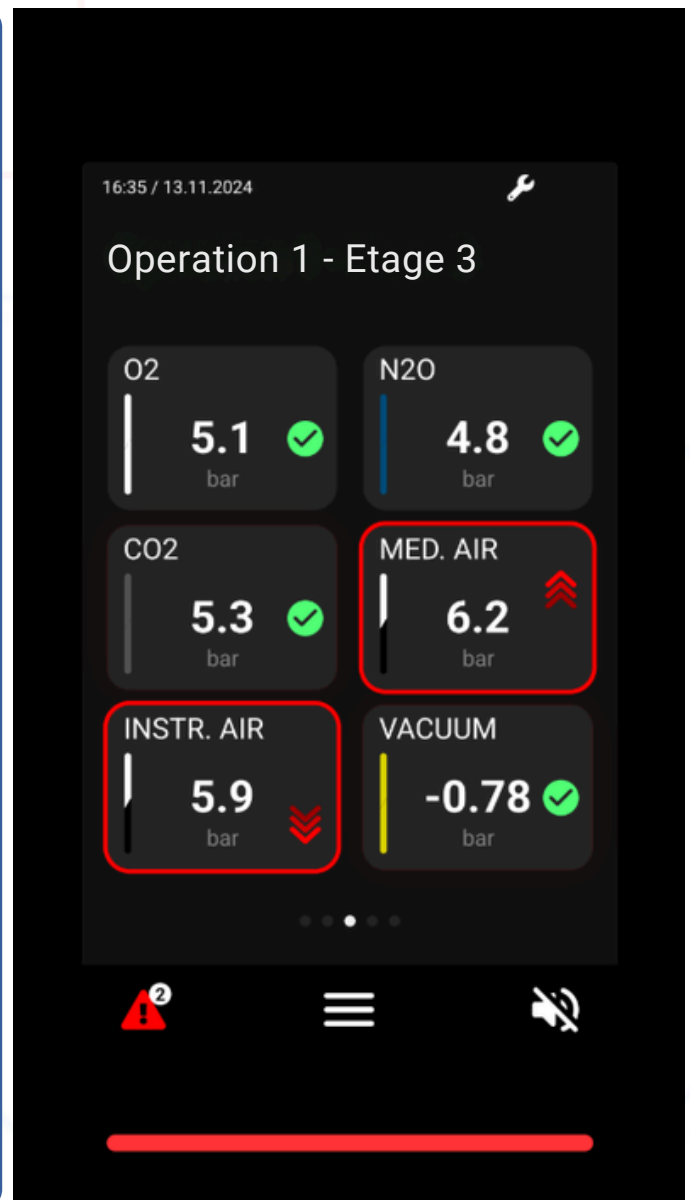 16:35 / 13.11.2024
Operation 1 - Etage 3
O2
5.1
bar
N2O
4.8
bar
CO2
5.3
bar
MED. AIR
6.2
bar
INSTR. AIR
5.9
bar
VACUUM
-0.78
bar
2